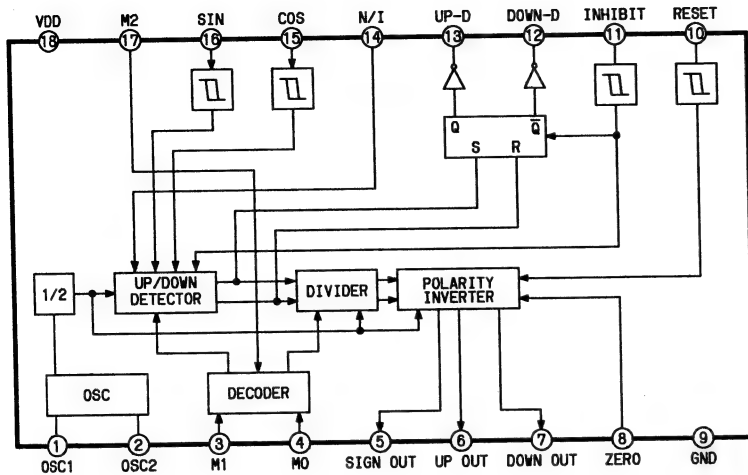 VDD M2 SIN COS N/I UP-D DOWN-D INHIBIT RESET
18 17 16 15 14 13 12 11 10
Q Q̅
S R
1/2 UP/DOWN DETECTOR DIVIDER POLARITY INVERTER
OSC DECODER
1 2 3 4 5 6 7 8 9
OSC1 OSC2 M1 M0 SIGN OUT UP OUT DOWN OUT ZERO GND